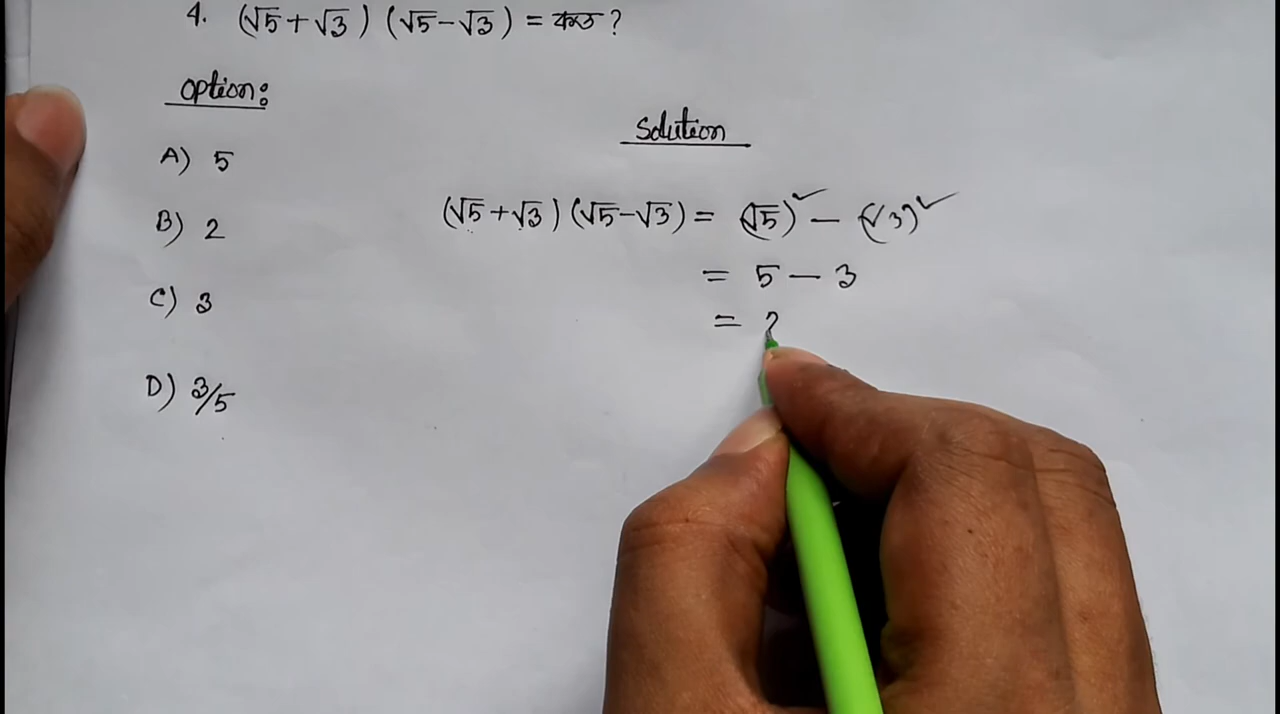 4. (√5+√3) (√5-√3) = কত ?
Option:
A) 5
B) 2
C) 3
D) 3/5
Solution
(√5+√3) (√5-√3) = (√5)² - (√3)²
= 5 - 3
= 2